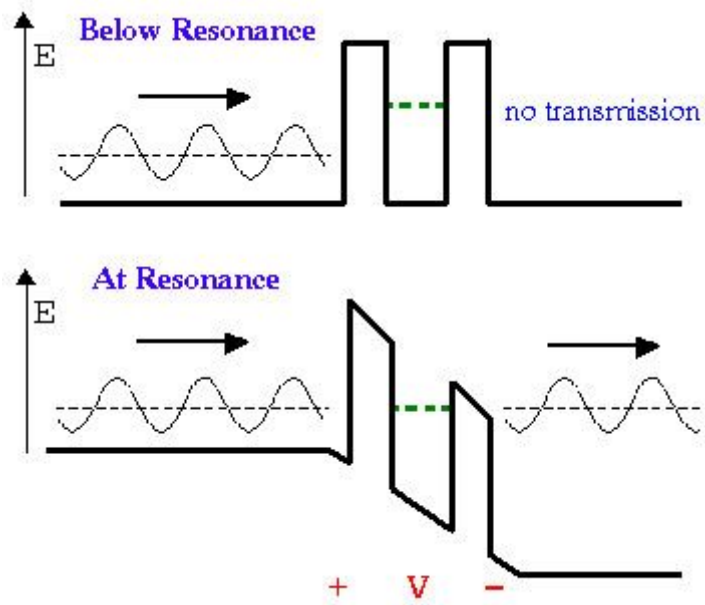 Below Resonance
E
no transmission
At Resonance
E
+ V −